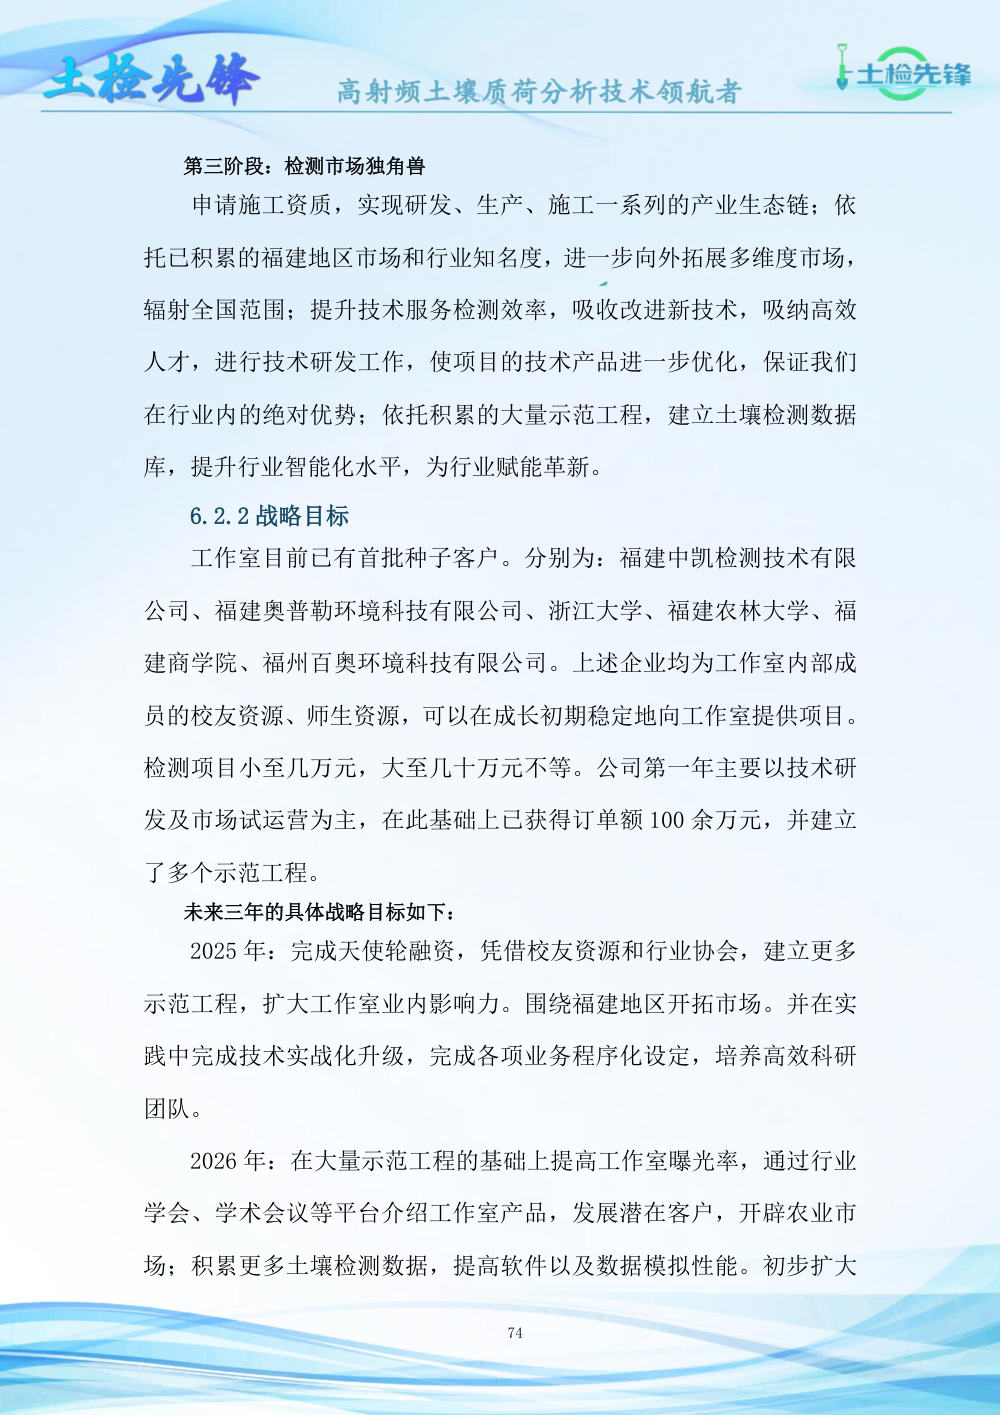 土检先锋
高射频土壤质荷分析技术领航者
土检先锋
第三阶段：检测市场独角兽
申请施工资质，实现研发、生产、施工一系列的产业生态链；依
托已积累的福建地区市场和行业知名度，进一步向外拓展多维度市场，
辐射全国范围；提升技术服务检测效率，吸收改进新技术，吸纳高效
人才，进行技术研发工作，使项目的技术产品进一步优化，保证我们
在行业内的绝对优势；依托积累的大量示范工程，建立土壤检测数据
库，提升行业智能化水平，为行业赋能革新。
6.2.2 战略目标
工作室目前已有首批种子客户。分别为：福建中凯检测技术有限
公司、福建奥普勒环境科技有限公司、浙江大学、福建农林大学、福
建商学院、福州百奥环境科技有限公司。上述企业均为工作室内部成
员的校友资源、师生资源，可以在成长初期稳定地向工作室提供项目。
检测项目小至几万元，大至几十万元不等。公司第一年主要以技术研
发及市场试运营为主，在此基础上已获得订单额 100 余万元，并建立
了多个示范工程。
未来三年的具体战略目标如下：
2025 年：完成天使轮融资，凭借校友资源和行业协会，建立更多
示范工程，扩大工作室业内影响力。围绕福建地区开拓市场。并在实
践中完成技术实战化升级，完成各项业务程序化设定，培养高效科研
团队。
2026 年：在大量示范工程的基础上提高工作室曝光率，通过行业
学会、学术会议等平台介绍工作室产品，发展潜在客户，开辟农业市
场；积累更多土壤检测数据，提高软件以及数据模拟性能。初步扩大
74